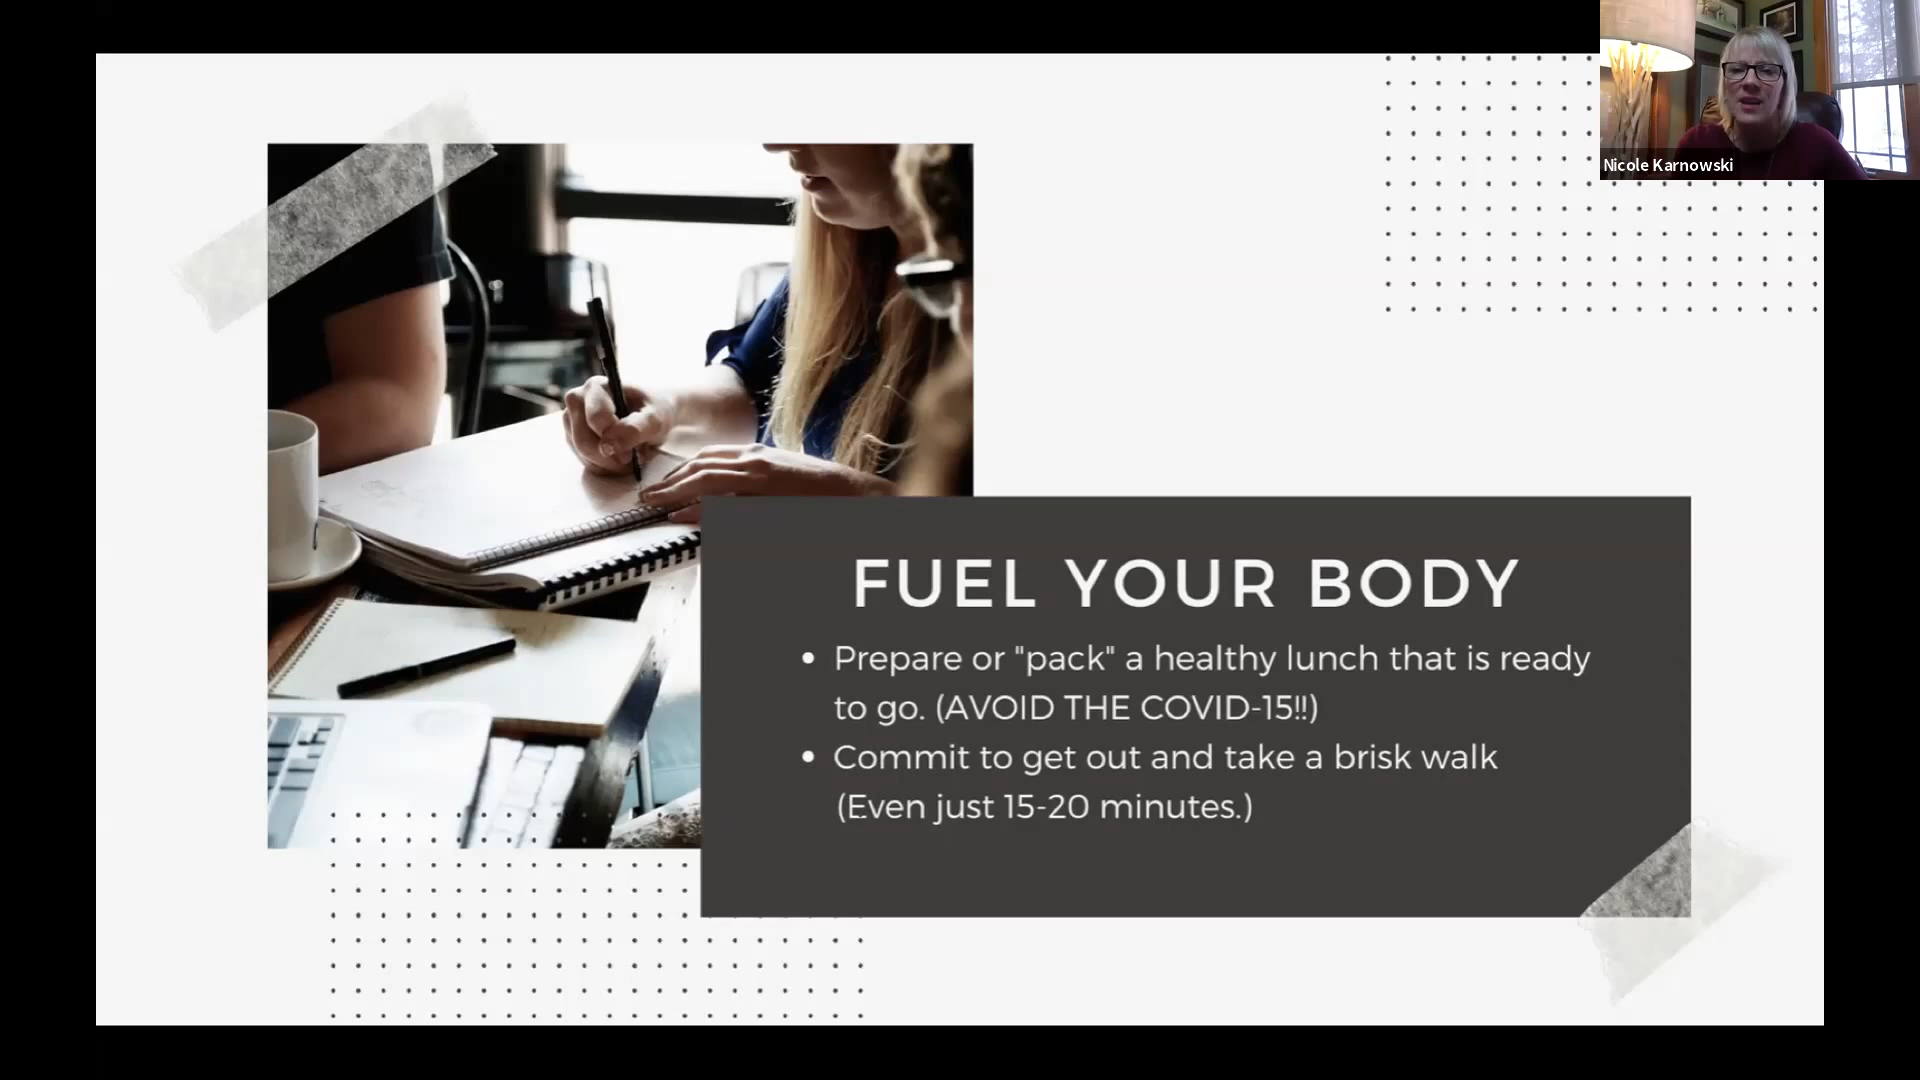 Nicole Karnowski
FUEL YOUR BODY
• Prepare or "pack" a healthy lunch that is ready
to go. (AVOID THE COVID-15!!)
• Commit to get out and take a brisk walk
(Even just 15-20 minutes.)